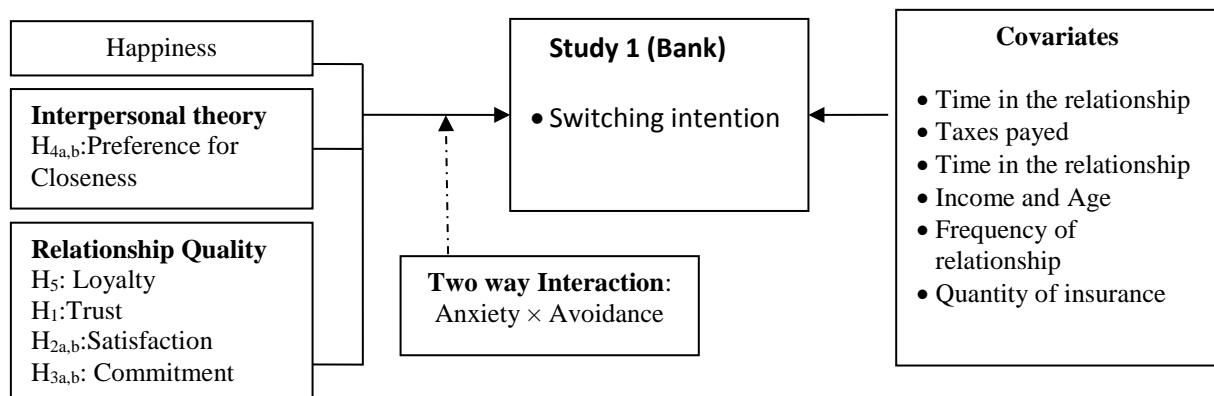 Happiness
Interpersonal theory
H4a,b:Preference for
Closeness
Relationship Quality
H5: Loyalty
H1:Trust
H2a,b:Satisfaction
H3a,b: Commitment
Study 1 (Bank)
• Switching intention
Two way Interaction:
Anxiety × Avoidance
Covariates
• Time in the relationship
• Taxes payed
• Time in the relationship
• Income and Age
• Frequency of
relationship
• Quantity of insurance